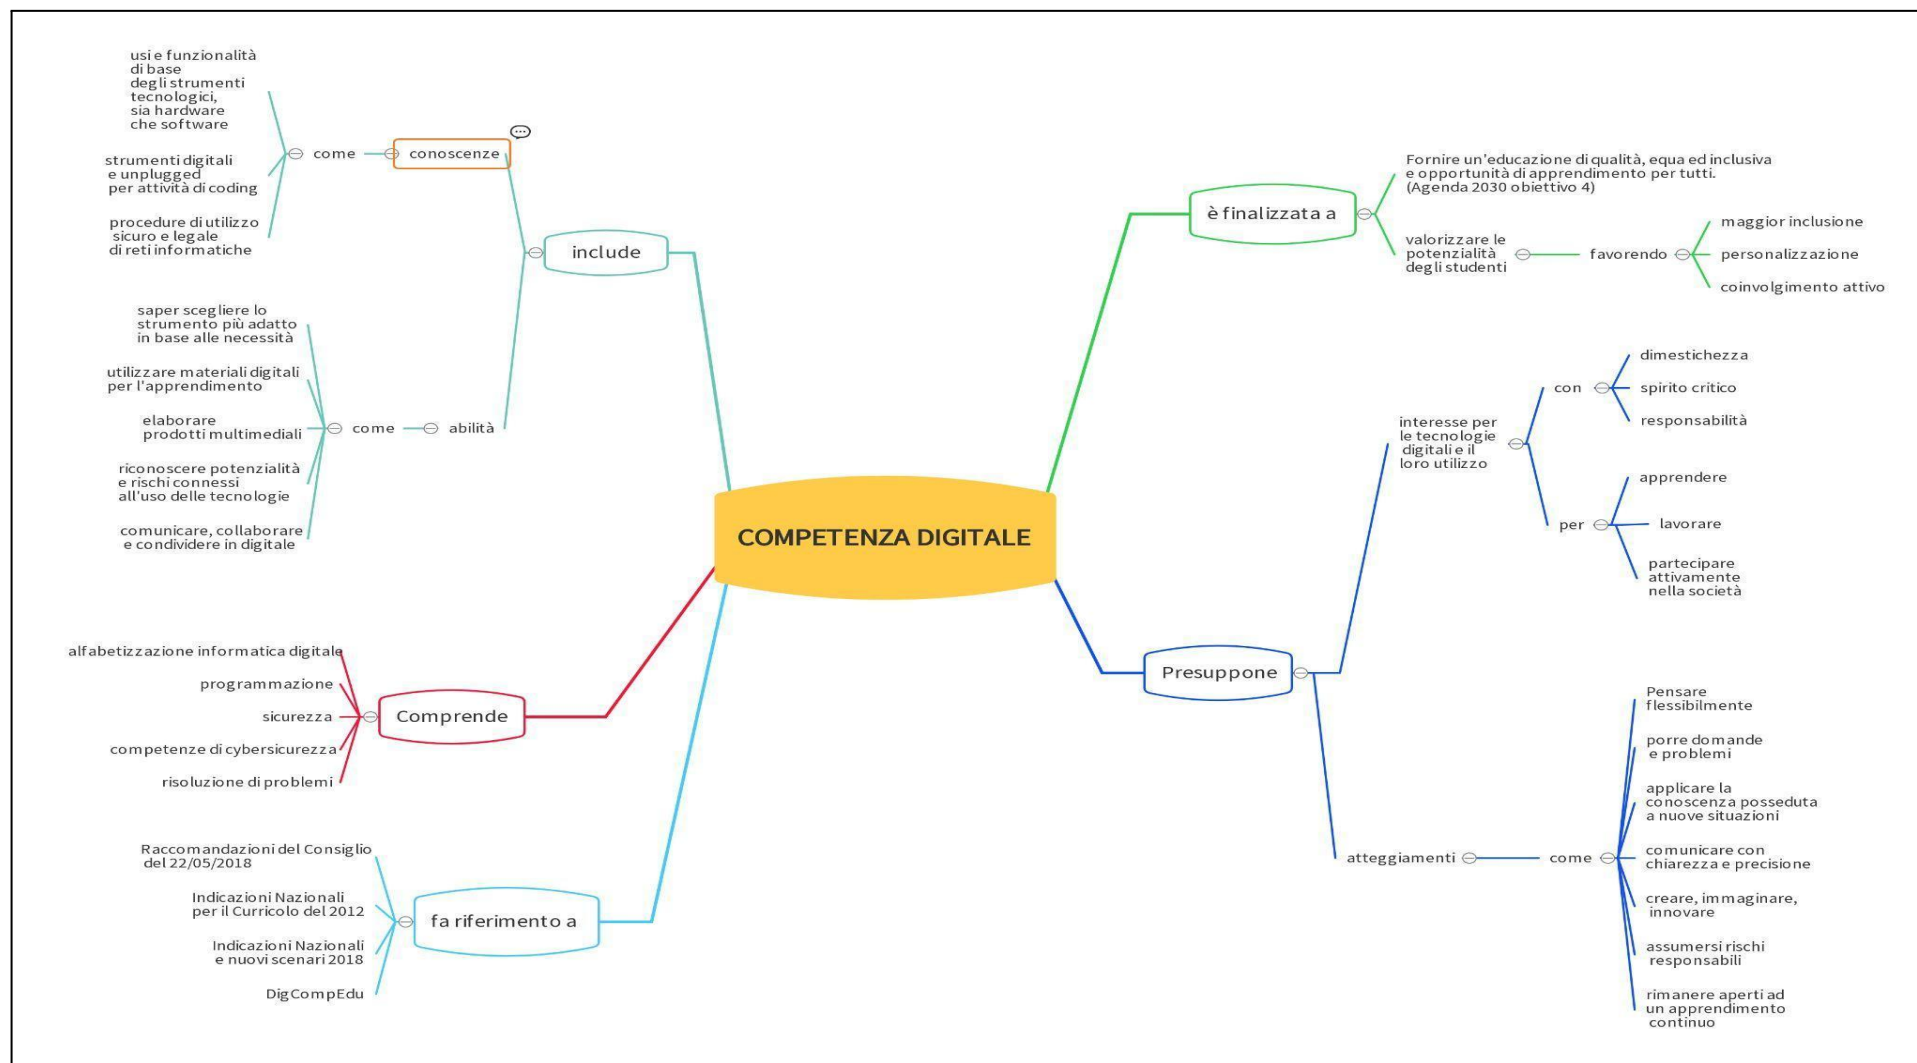 usi e funzionalità
di base
degli strumenti
tecnologici,
sia hardware
che software
strumenti digitali
e unplugged
per attività di coding
procedure di utilizzo
sicuro e legale
di reti informatiche
come
conoscenze
include
saper scegliere lo
strumento più adatto
in base alle necessità
utilizzare materiali digitali
per l'apprendimento
elaborare
prodotti multimediali
riconoscere potenzialità
e rischi connessi
all'uso delle tecnologie
comunicare, collaborare
e condividere in digitale
come
abilità
COMPETENZA DIGITALE
alfabetizzazione informatica digitale
programmazione
sicurezza
competenze di cybersicurezza
risoluzione di problemi
Comprende
Raccomandazioni del Consiglio
del 22/05/2018
Indicazioni Nazionali
per il Curricolo del 2012
Indicazioni Nazionali
e nuovi scenari 2018
DigCompEdu
fa riferimento a
è finalizzata a
Fornire un'educazione di qualità, equa ed inclusiva
e opportunità di apprendimento per tutti.
(Agenda 2030 obiettivo 4)
valorizzare le
potenzialità
degli studenti
favorendo
maggior inclusione
personalizzazione
coinvolgimento attivo
Presuppone
interesse per
le tecnologie
digitali e il
loro utilizzo
con
dimestichezza
spirito critico
responsabilità
per
apprendere
lavorare
partecipare
attivamente
nella società
atteggiamenti
come
Pensare
flessibilmente
porre domande
e problemi
applicare la
conoscenza posseduta
a nuove situazioni
comunicare con
chiarezza e precisione
creare, immaginare,
innovare
assumersi rischi
responsabili
rimanere aperti ad
un apprendimento
continuo